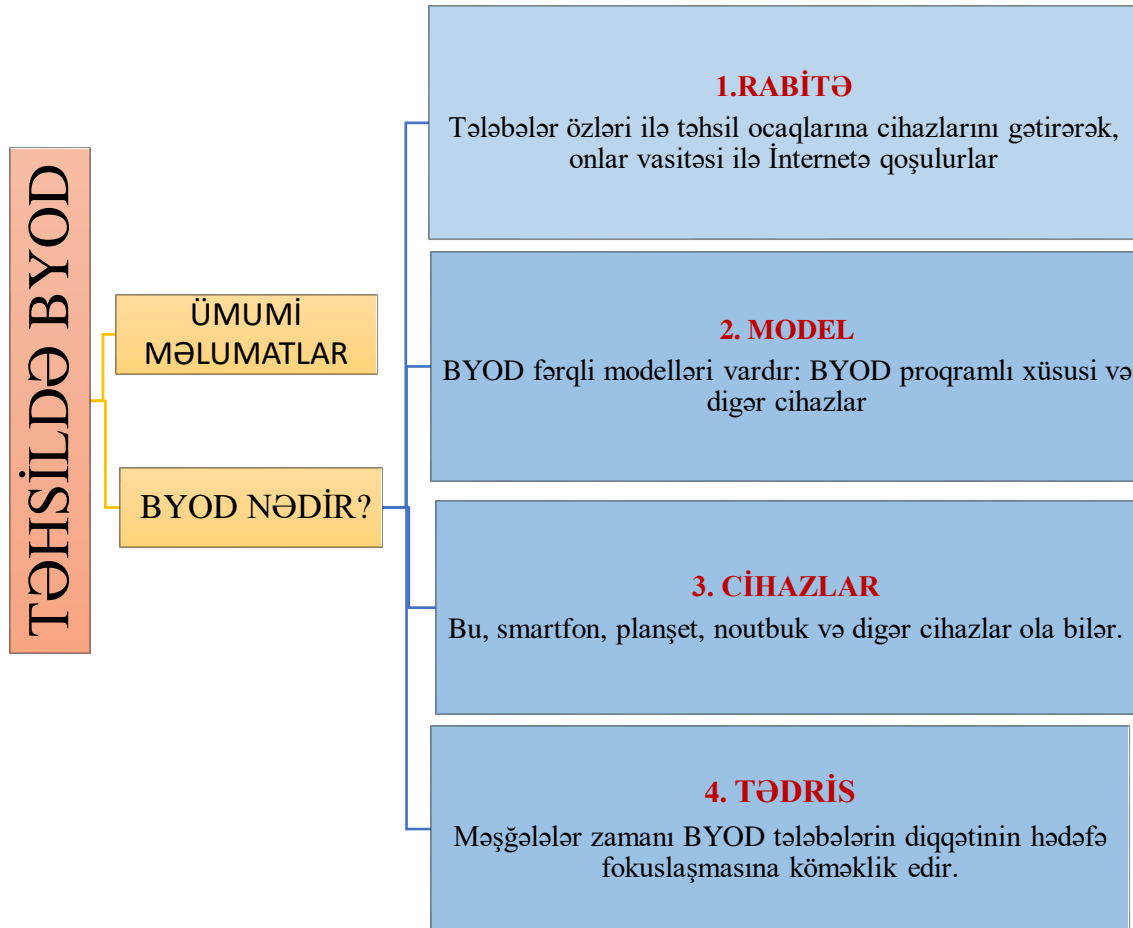 TƏHSİLDƏ BYOD
ÜMUMİ
MƏLUMATLAR
BYOD NƏDİR?
1.RABİTƏ
Tələbələr özləri ilə təhsil ocaqlarına cihazlarını gətirərək,
onlar vasitəsi ilə İnternetə qoşulurlar
2. MODEL
BYOD fərqli modelləri vardır: BYOD proqramlı xüsusi və
digər cihazlar
3. CİHAZLAR
Bu, smartfon, planşet, noutbuk və digər cihazlar ola bilər.
4. TƏDRİS
Məşğələlər zamanı BYOD tələbələrin diqqətinin hədəfə
fokuslaşmasına köməklik edir.